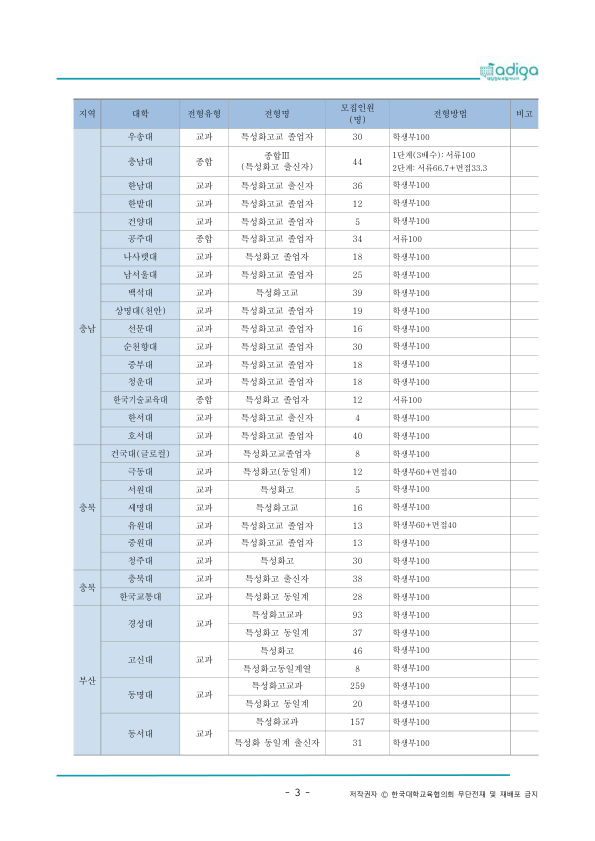 adiga
대입정보포털어디가
지역 대학 전형유형 전형명 모집인원 (명) 전형방법 비고
우송대 교과 특성화고교 졸업자 30 학생부100
충남대 종합 종합Ⅲ (특성화고 출신자) 44 1단계(3배수): 서류100
2단계: 서류66.7+면접33.3
한남대 교과 특성화고교 출신자 36 학생부100
한밭대 교과 특성화고교 졸업자 12 학생부100
충남 건양대 교과 특성화고교 졸업자 5 학생부100
공주대 종합 특성화고교 졸업자 34 서류100
나사렛대 교과 특성화고 졸업자 18 학생부100
남서울대 교과 특성화고교 졸업자 25 학생부100
백석대 교과 특성화고교 39 학생부100
상명대(천안) 교과 특성화고교 졸업자 19 학생부100
선문대 교과 특성화고교 졸업자 16 학생부100
순천향대 교과 특성화고교 졸업자 30 학생부100
중부대 교과 특성화고교 졸업자 18 학생부100
청운대 교과 특성화고교 졸업자 18 학생부100
한국기술교육대 종합 특성화고 졸업자 12 서류100
한서대 교과 특성화고교 출신자 4 학생부100
호서대 교과 특성화고교 졸업자 40 학생부100
충북 건국대(글로컬) 교과 특성화고교졸업자 8 학생부100
극동대 교과 특성화고(동일계) 12 학생부60+면접40
서원대 교과 특성화고 5 학생부100
세명대 교과 특성화고교 16 학생부100
유원대 교과 특성화고교 졸업자 13 학생부60+면접40
중원대 교과 특성화고교 졸업자 13 학생부100
청주대 교과 특성화고 30 학생부100
충북 충북대 교과 특성화고 출신자 38 학생부100
한국교통대 교과 특성화고 동일계 28 학생부100
부산 경성대 교과 특성화고교과 93 학생부100
특성화고 동일계 37 학생부100
고신대 교과 특성화고 46 학생부100
특성화고동일계열 8 학생부100
동명대 교과 특성화고교과 259 학생부100
특성화고 동일계 20 학생부100
동서대 교과 특성화교과 157 학생부100
특성화 동일계 출신자 31 학생부100
- 3 -
저작권자 ⓒ 한국대학교육협의회 무단전재 및 재배포 금지